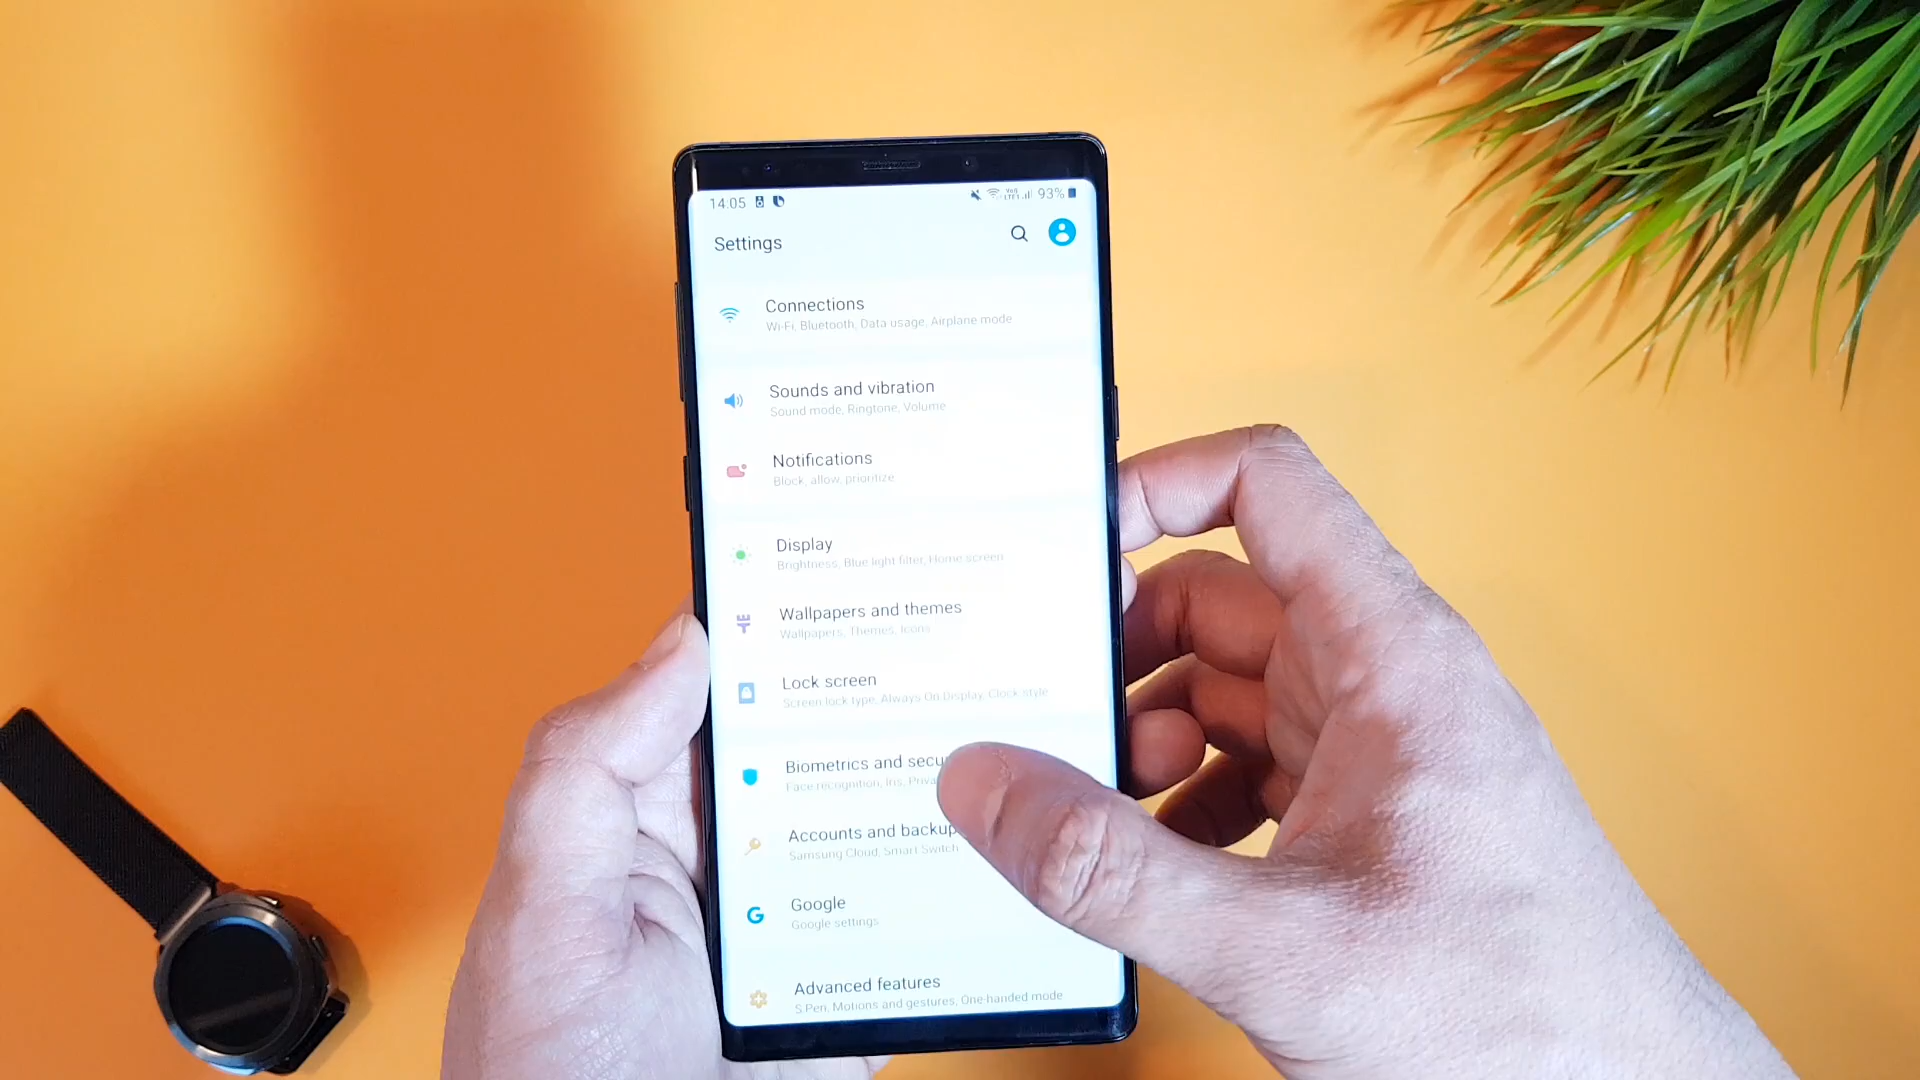 14:05 93%
Settings
Connections
Wi-Fi, Bluetooth, Data usage, Airplane mode
Sounds and vibration
Sound mode, Ringtone, Volume
Notifications
Block, allow, prioritize
Display
Brightness, Blue light filter, Home screen
Wallpapers and themes
Wallpapers, Themes, Icons
Lock screen
Screen lock type, Always On Display, Clock style
Biometrics and secu
Face recognition, Iris, Priva
Accounts and backup
Samsung Cloud, Smart Switch
Google
Google settings
Advanced features
S Pen, Motions and gestures, One-handed mode